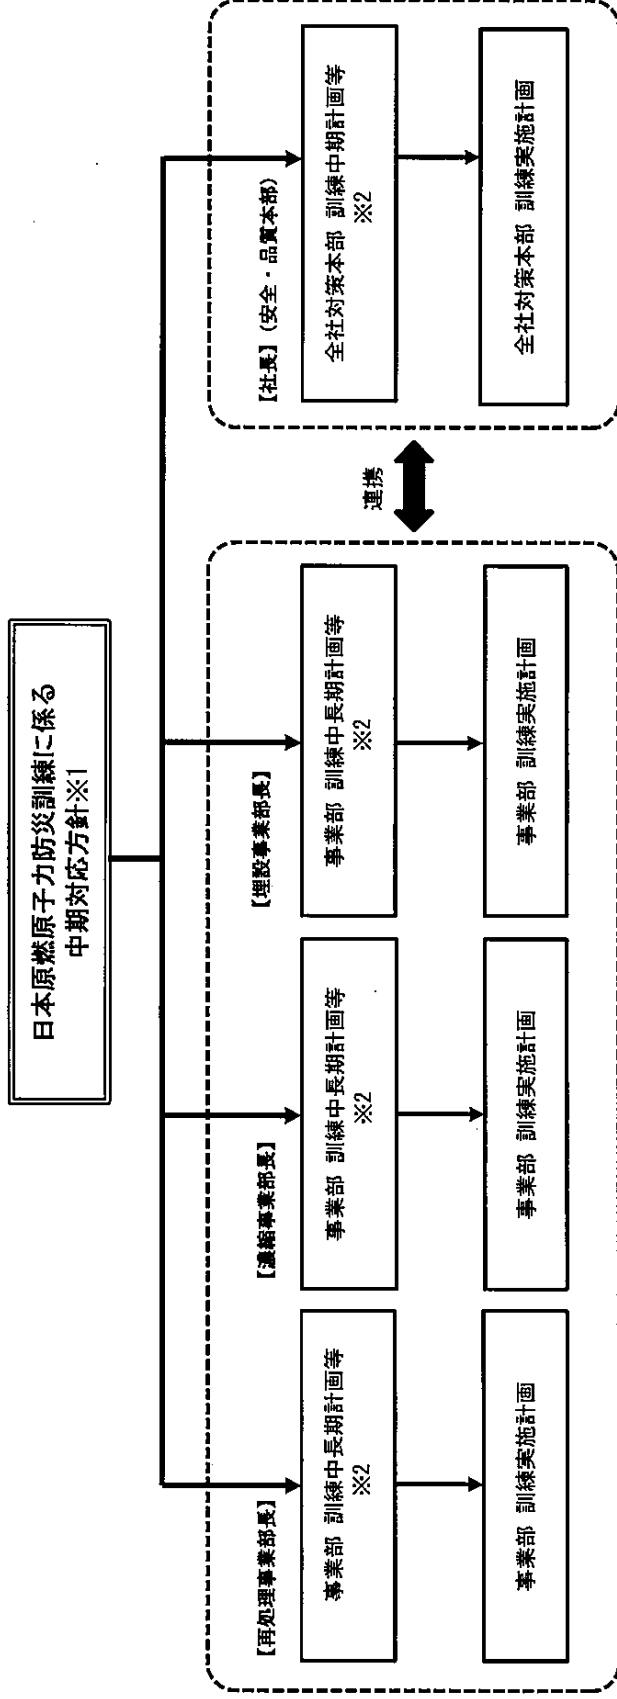 日本原燃原子力防災訓練に係る
中期対応方針※1
【再処理事業部長】
事業部 訓練中長期計画等
※2
事業部 訓練実施計画
【濃縮事業部長】
事業部 訓練中長期計画等
※2
事業部 訓練実施計画
【埋設事業部長】
事業部 訓練中長期計画等
※2
事業部 訓練実施計画
連携
【社長】(安全・品質本部)
全社対策本部 訓練中期計画等
※2
全社対策本部 訓練実施計画